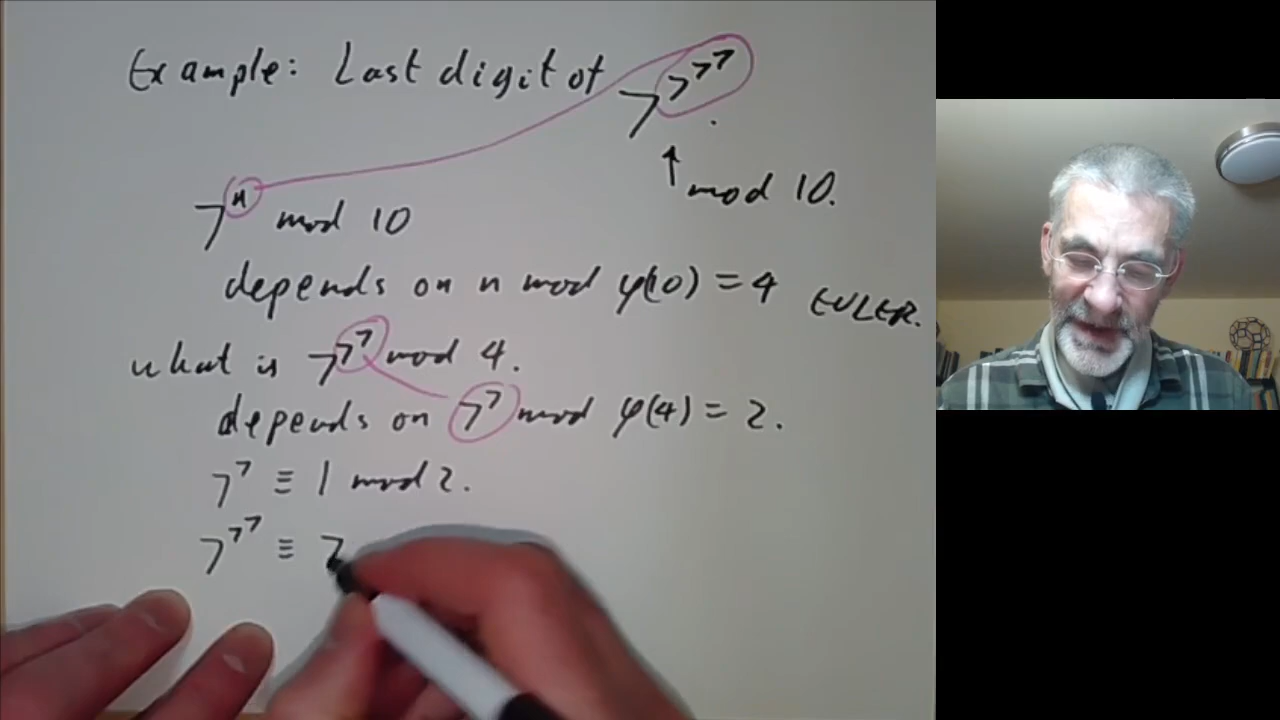 Example: Last digit of 7^{7^{7^7}}.
↑ mod 10.
7^n mod 10
depends on n mod φ(10) = 4 EULER.
what is 7^{7^7} mod 4.
depends on 7^7 mod φ(4) = 2.
7^7 ≡ 1 mod 2.
7^{7^7} ≡ 7